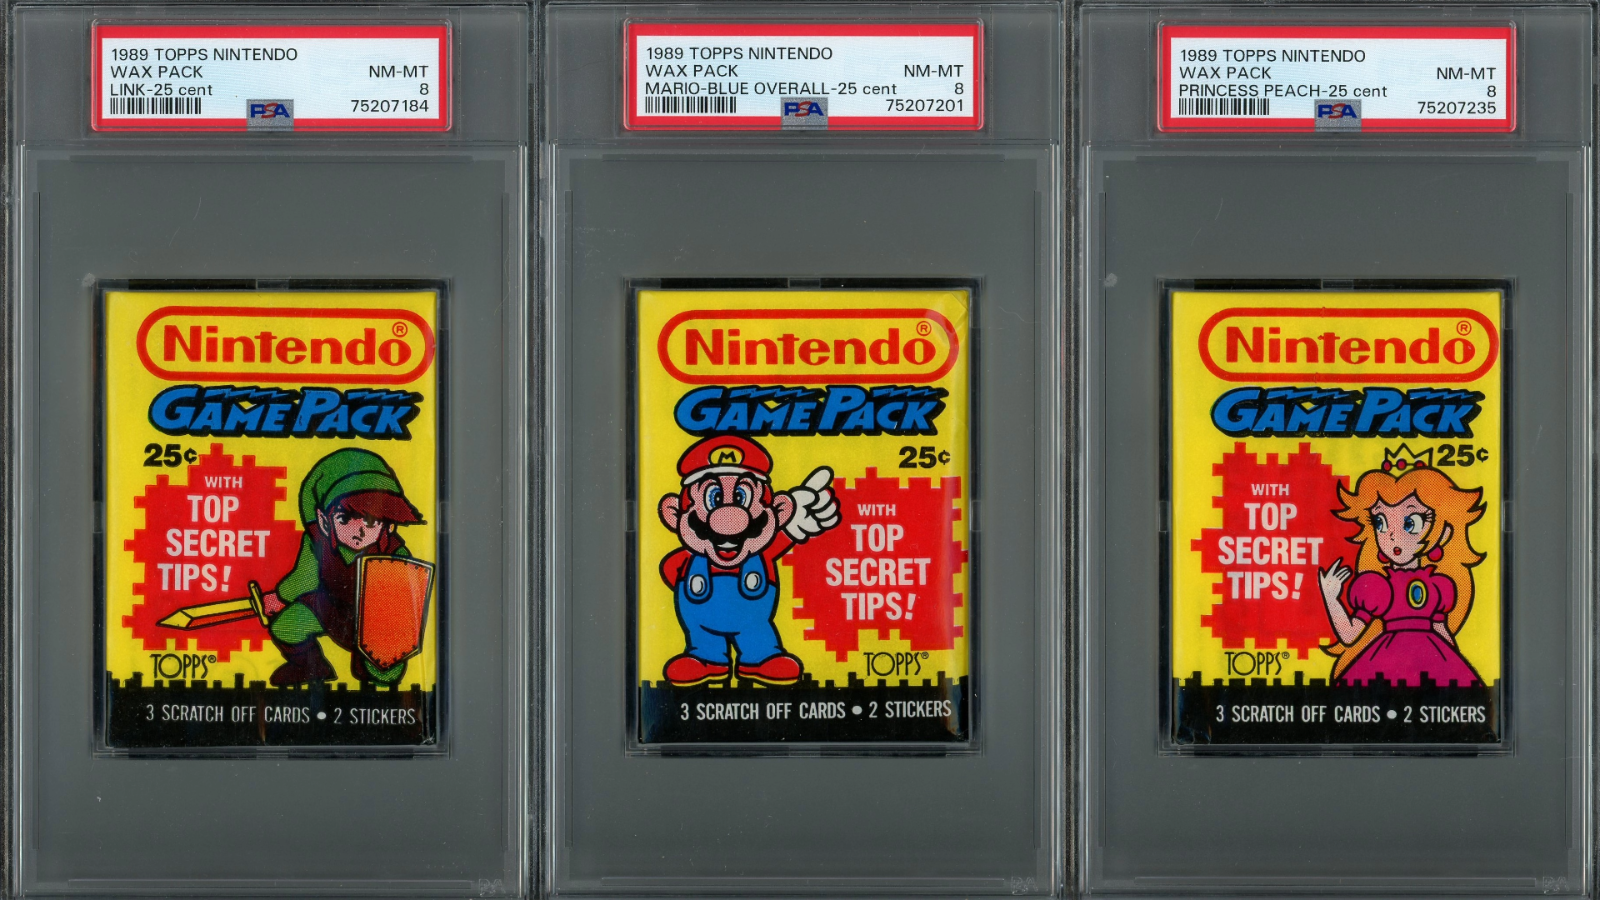 1989 TOPPS NINTENDO
WAX PACK NM-MT
LINK-25 cent 8
PSA 75207184
Nintendo®
GAME PACK
25¢
WITH
TOP
SECRET
TIPS!
TOPPS®
3 SCRATCH OFF CARDS • 2 STICKERS
1989 TOPPS NINTENDO
WAX PACK NM-MT
MARIO-BLUE OVERALL-25 cent 8
PSA 75207201
Nintendo®
GAME PACK
25¢
M
WITH
TOP
SECRET
TIPS!
TOPPS®
3 SCRATCH OFF CARDS • 2 STICKERS
1989 TOPPS NINTENDO
WAX PACK NM-MT
PRINCESS PEACH-25 cent 8
PSA 75207235
Nintendo®
GAME PACK
25¢
WITH
TOP
SECRET
TIPS!
TOPPS®
3 SCRATCH OFF CARDS • 2 STICKERS